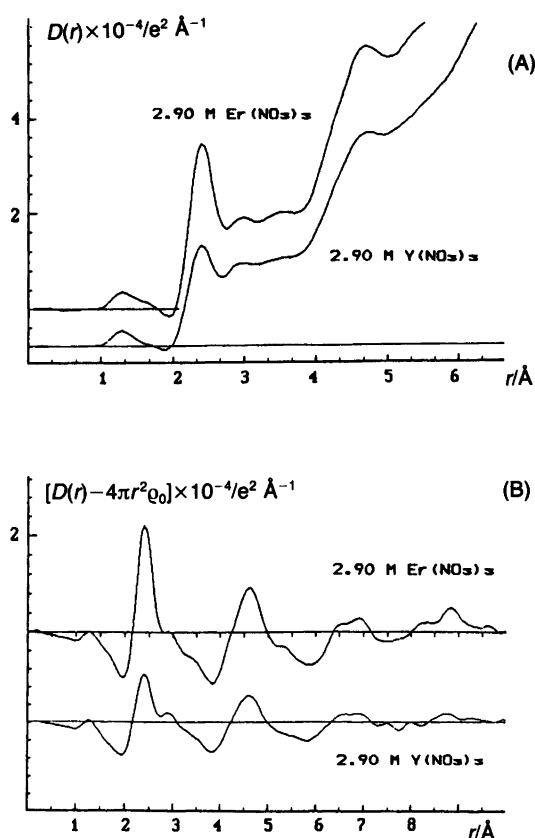 D(r)×10⁻⁴/e² Å⁻¹
(A)
4
2.90 M Er(NO₃)₃
2
2.90 M Y(NO₃)₃
1 2 3 4 5 6 r/Å
[D(r)−4πr²ϱ₀]×10⁻⁴/e² Å⁻¹
(B)
2
2.90 M Er(NO₃)₃
2.90 M Y(NO₃)₃
1 2 3 4 5 6 7 8 r/Å